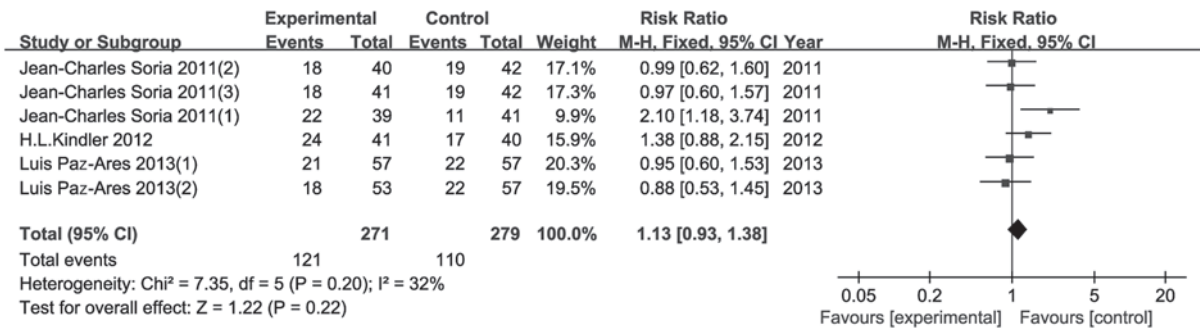 Experimental Control Risk Ratio Risk Ratio
Study or Subgroup Events Total Events Total Weight M-H, Fixed, 95% CI Year M-H, Fixed, 95% CI
Jean-Charles Soria 2011(2) 18 40 19 42 17.1% 0.99 [0.62, 1.60] 2011
Jean-Charles Soria 2011(3) 18 41 19 42 17.3% 0.97 [0.60, 1.57] 2011
Jean-Charles Soria 2011(1) 22 39 11 41 9.9% 2.10 [1.18, 3.74] 2011
H.L.Kindler 2012 24 41 17 40 15.9% 1.38 [0.88, 2.15] 2012
Luis Paz-Ares 2013(1) 21 57 22 57 20.3% 0.95 [0.60, 1.53] 2013
Luis Paz-Ares 2013(2) 18 53 22 57 19.5% 0.88 [0.53, 1.45] 2013
Total (95% CI) 271 279 100.0% 1.13 [0.93, 1.38]
Total events 121 110
Heterogeneity: Chi² = 7.35, df = 5 (P = 0.20); I² = 32%
Test for overall effect: Z = 1.22 (P = 0.22)
0.05 0.2 1 5 20
Favours [experimental] Favours [control]